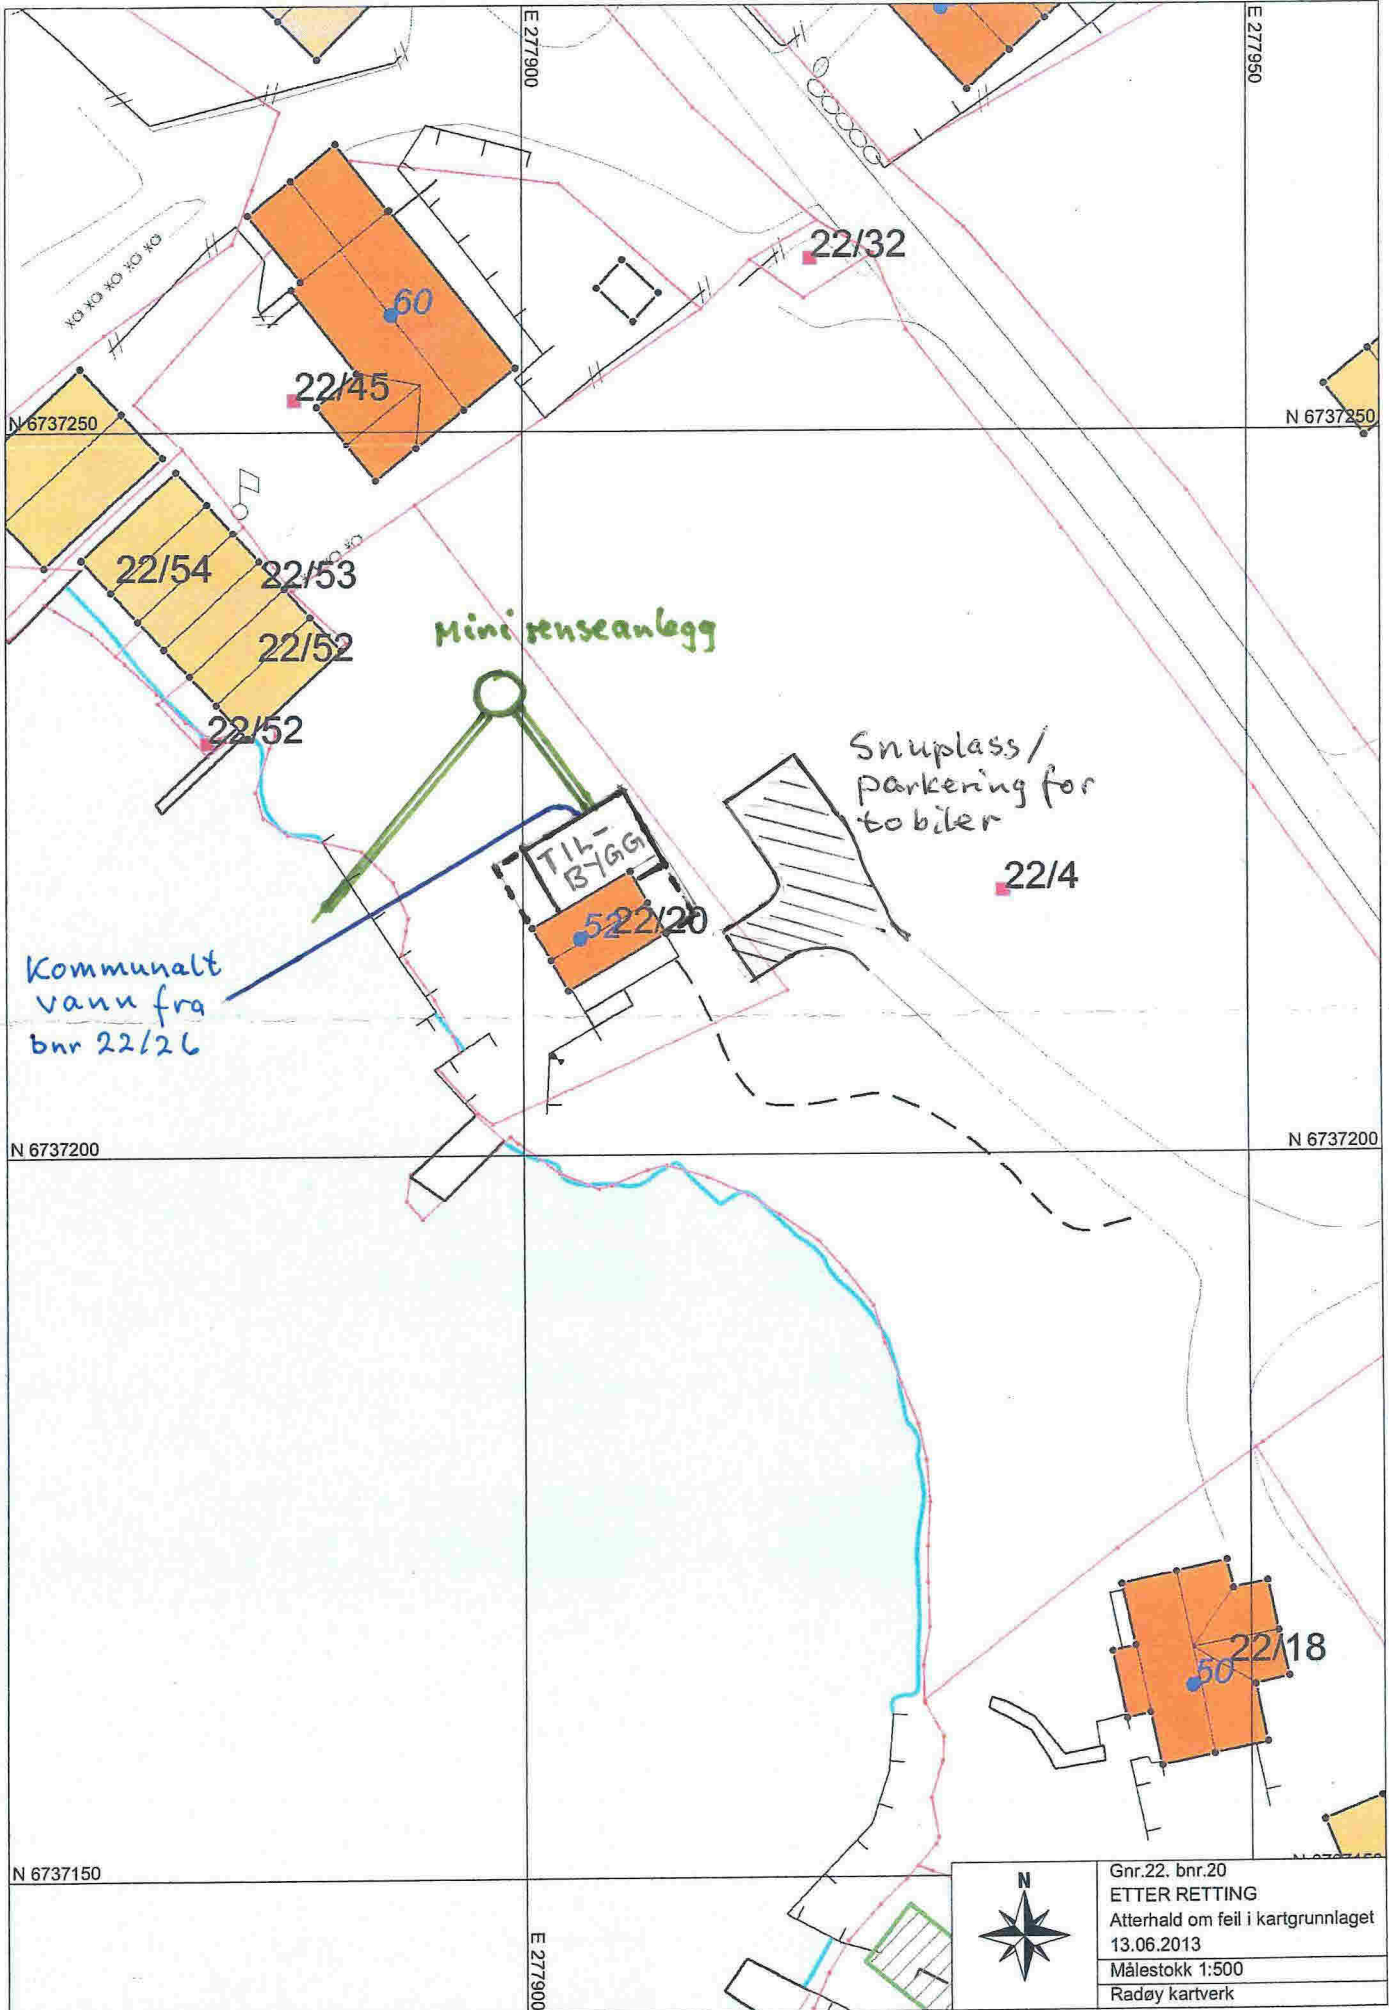 E 277900
E 277950
22/32
60
22/45
N 6737250
N 6737250
22/54
22/53
22/52
Mini renseanlegg
22/52
Snuplass/
parkering for
to biler
TIL-
BYGG
22/4
52
22/20
Kommunalt
vann fra
bnr 22/26
N 6737200
N 6737200
22/18
50
N 6737150
N 6737150
E 277900
N
Gnr.22. bnr.20
ETTER RETTING
Atterhald om feil i kartgrunnlaget
13.06.2013
Målestokk 1:500
Radøy kartverk